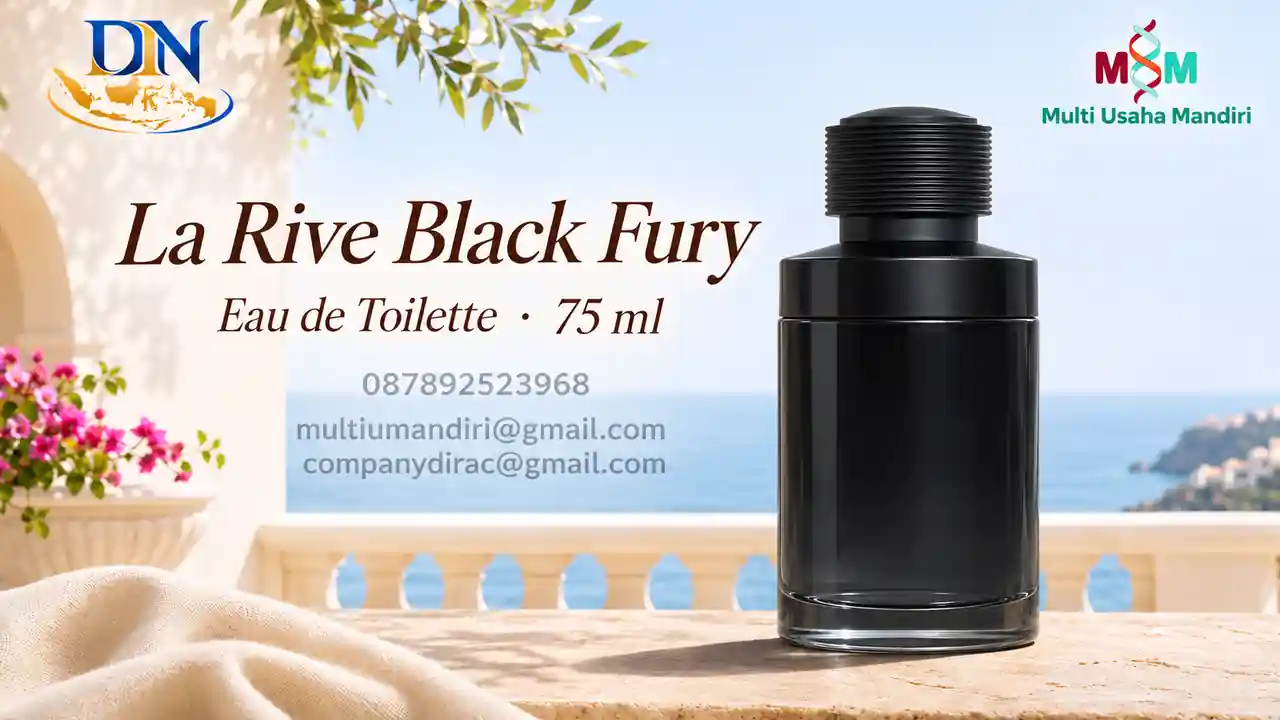 DN
MSM
Multi Usaha Mandiri
La Rive Black Fury
Eau de Toilette · 75 ml
087892523968
multiumandiri@gmail.com
companydirac@gmail.com